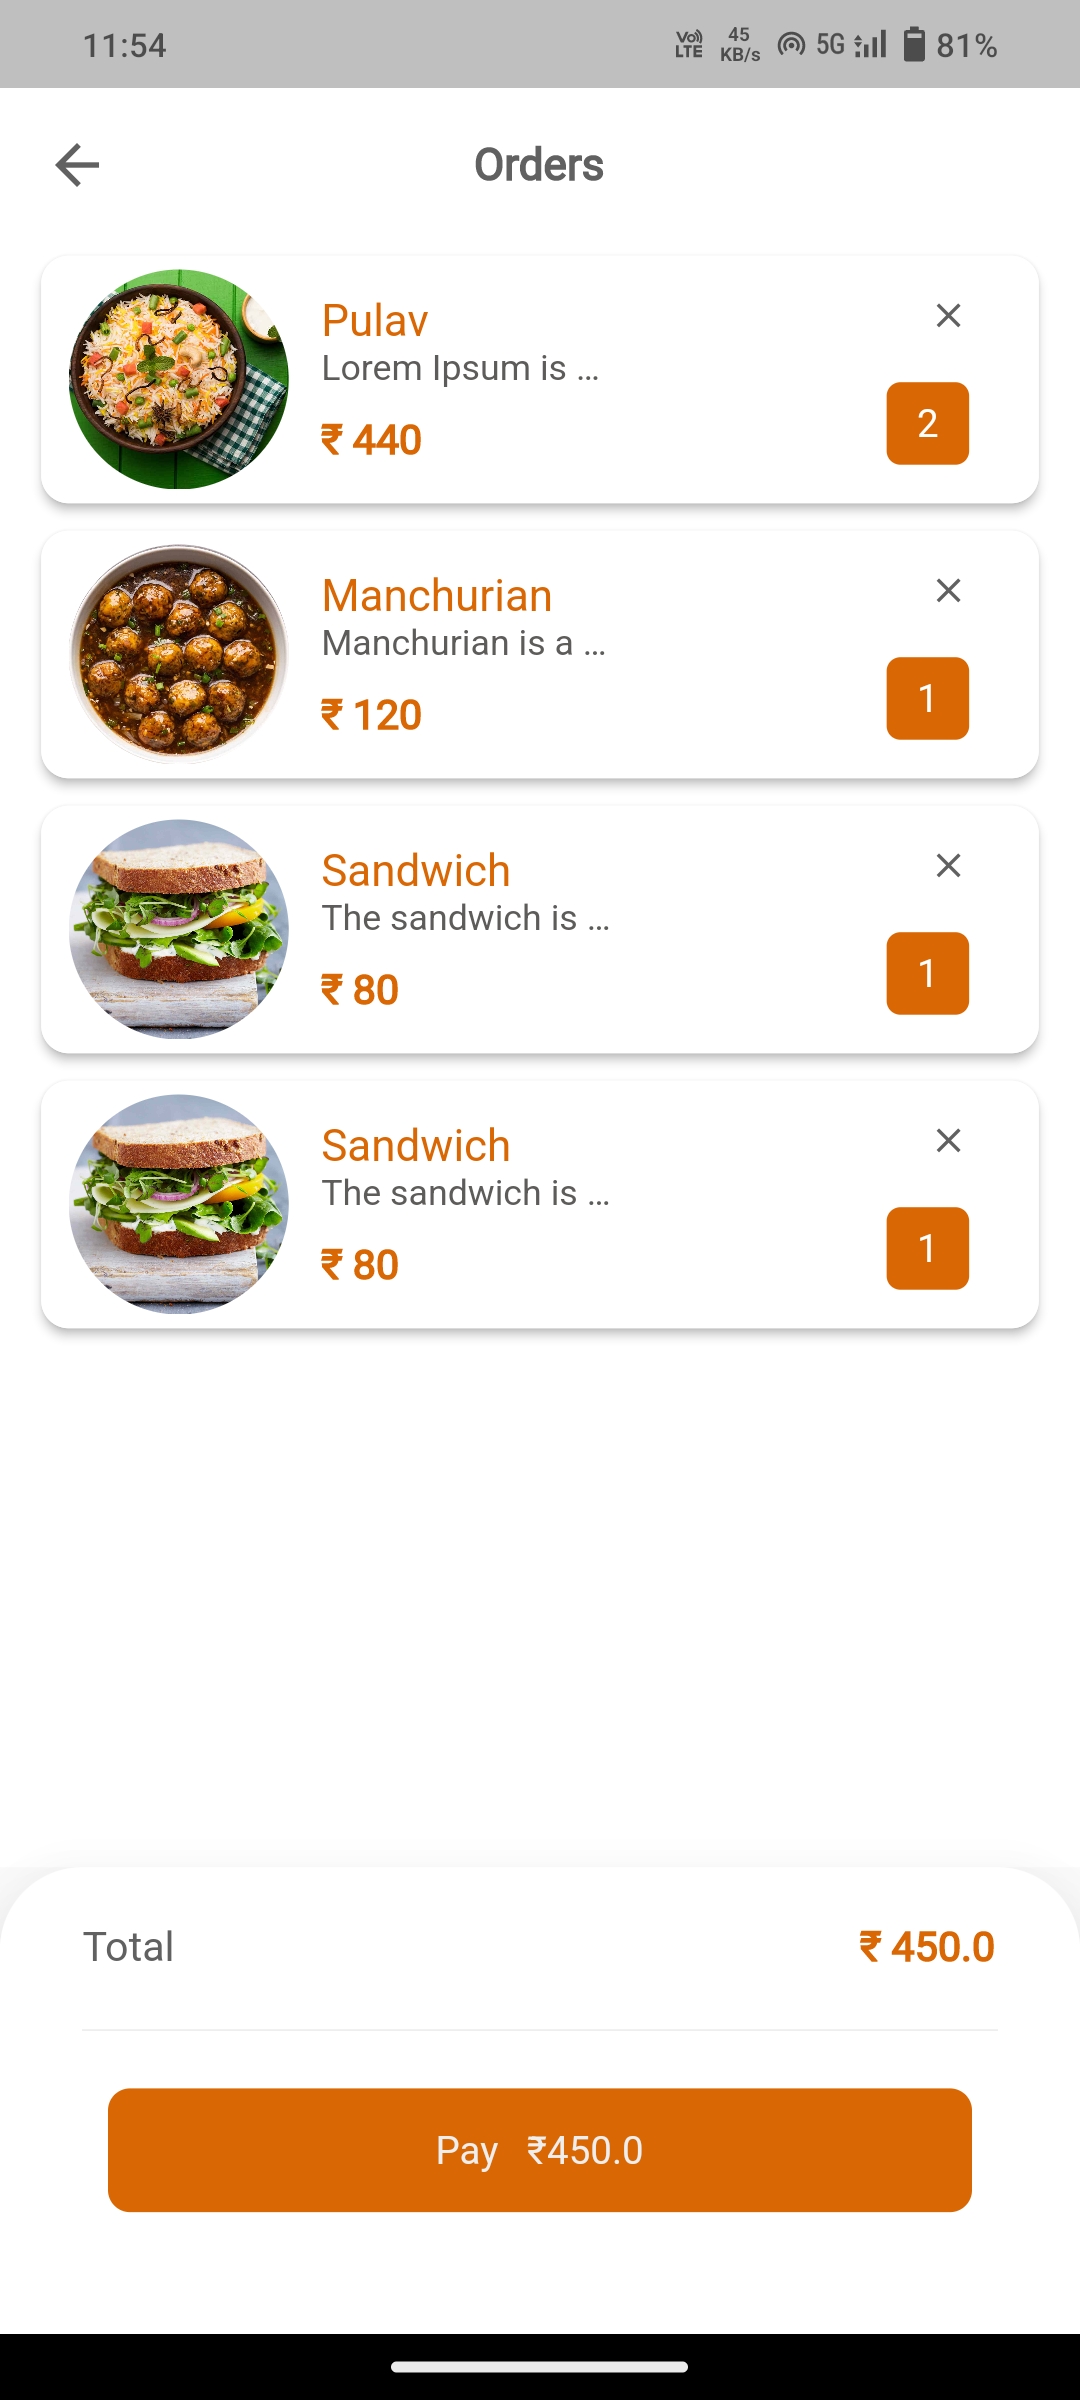 11:54
Vo) LTE 45 KB/s 5G 81%
Orders
Pulav
Lorem Ipsum is ...
₹ 440
2
Manchurian
Manchurian is a ...
₹ 120
1
Sandwich
The sandwich is ...
₹ 80
1
Sandwich
The sandwich is ...
₹ 80
1
Total ₹ 450.0
Pay ₹450.0